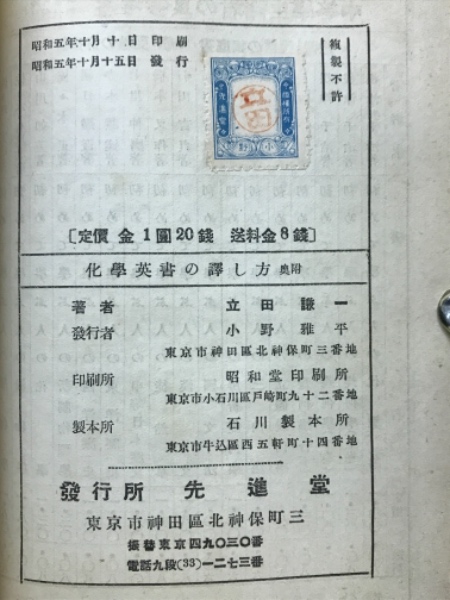 昭和五年十月十日 印刷
昭和五年十月十五日 發行
複製不許
立田
[定價 金1圓20錢 送料金8錢]
化學英書の譯し方 奥附
著者 立田謙一
發行者 小野雅平
東京市神田區北神保町三番地
印刷所 昭和堂印刷所
東京市小石川區戸崎町九十二番地
製本所 石川製本所
東京市牛込區西五軒町十四番地
發行所 先進堂
東京市神田區北神保町三
振替東京四九〇三〇番
電話九段(33)一二七三番